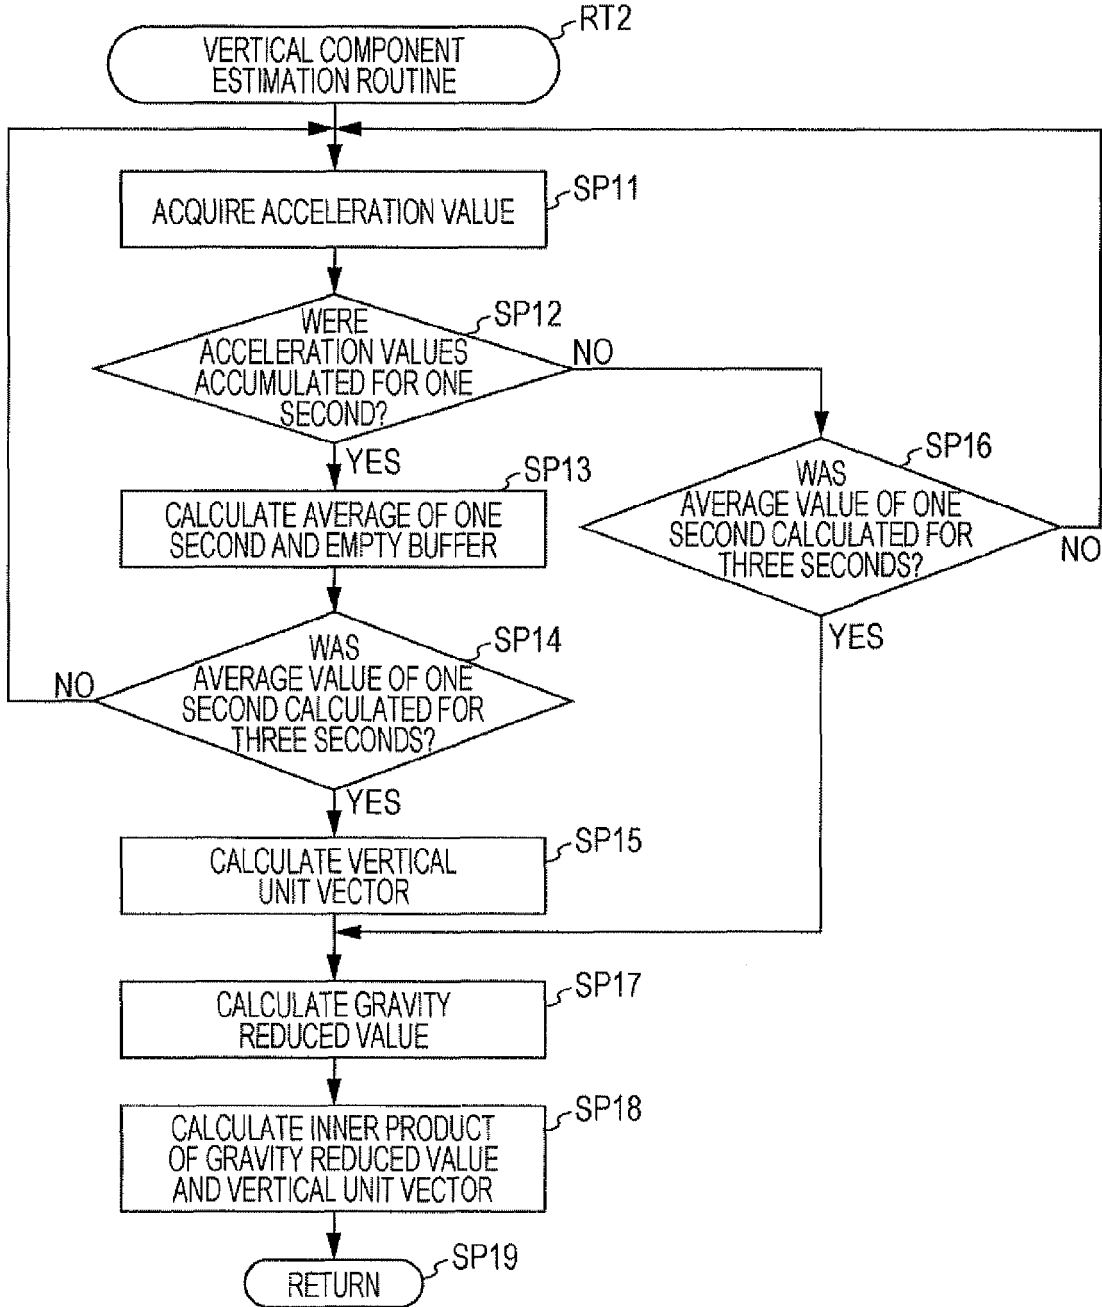 RT2
VERTICAL COMPONENT
ESTIMATION ROUTINE
SP11
ACQUIRE ACCELERATION VALUE
SP12
WERE
ACCELERATION VALUES
ACCUMULATED FOR ONE
SECOND?
NO
YES
SP13
CALCULATE AVERAGE OF ONE
SECOND AND EMPTY BUFFER
SP16
WAS
AVERAGE VALUE OF ONE
SECOND CALCULATED FOR
THREE SECONDS?
NO
YES
SP14
WAS
AVERAGE VALUE OF ONE
SECOND CALCULATED FOR
THREE SECONDS?
NO
YES
SP15
CALCULATE VERTICAL
UNIT VECTOR
SP17
CALCULATE GRAVITY
REDUCED VALUE
SP18
CALCULATE INNER PRODUCT
OF GRAVITY REDUCED VALUE
AND VERTICAL UNIT VECTOR
SP19
RETURN